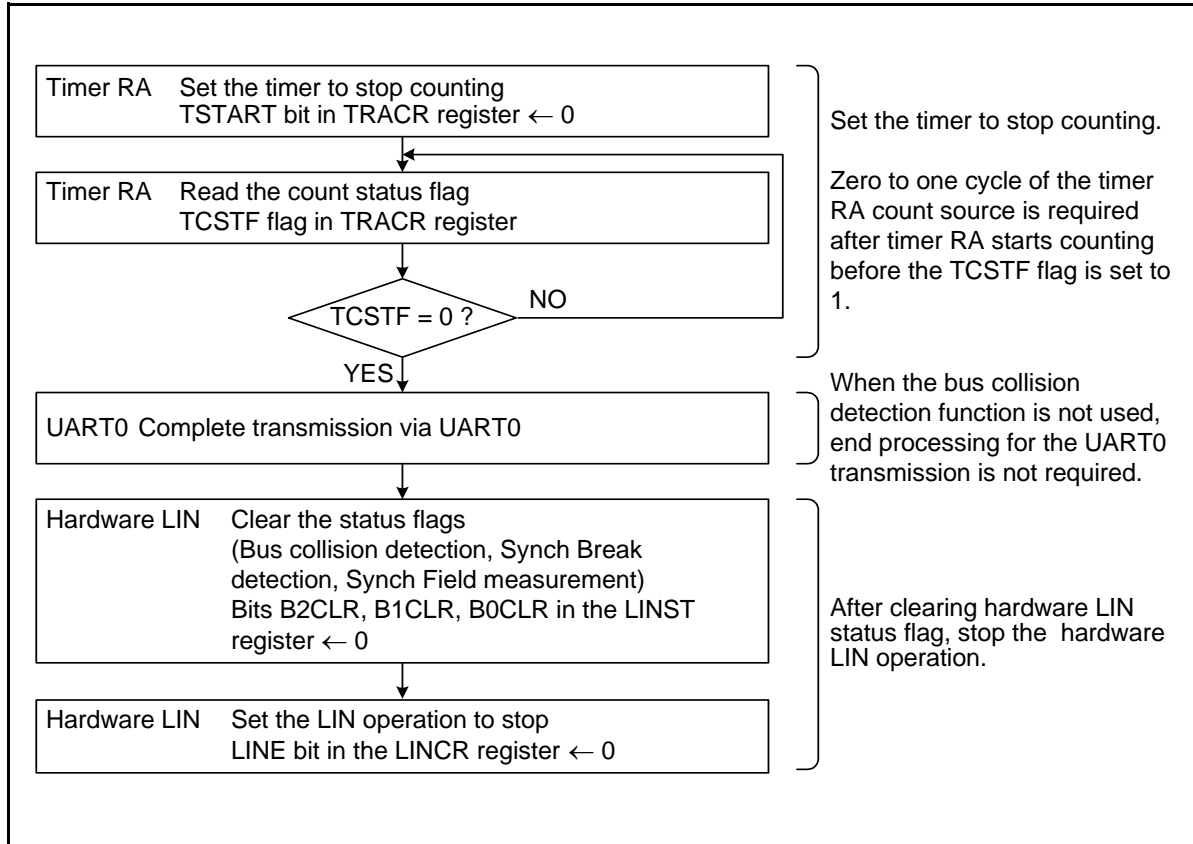 Timer RA Set the timer to stop counting
TSTART bit in TRACR register ← 0
Timer RA Read the count status flag
TCSTF flag in TRACR register
TCSTF = 0 ?
NO
YES
UART0 Complete transmission via UART0
Hardware LIN Clear the status flags
(Bus collision detection, Synch Break
detection, Synch Field measurement)
Bits B2CLR, B1CLR, B0CLR in the LINST
register ← 0
Hardware LIN Set the LIN operation to stop
LINE bit in the LINCR register ← 0
Set the timer to stop counting.
Zero to one cycle of the timer
RA count source is required
after timer RA starts counting
before the TCSTF flag is set to
1.
When the bus collision
detection function is not used,
end processing for the UART0
transmission is not required.
After clearing hardware LIN
status flag, stop the hardware
LIN operation.